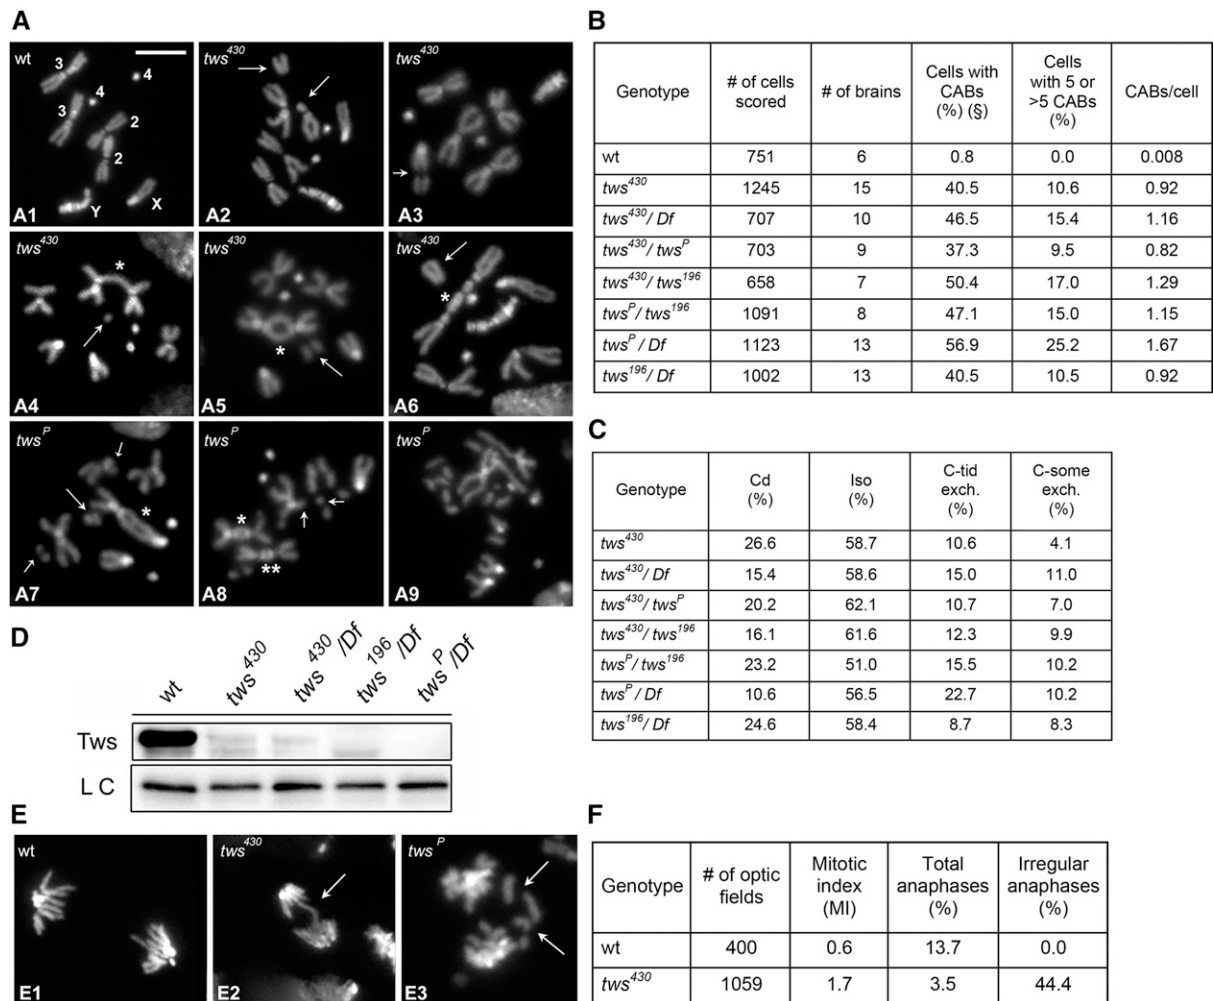 A
wt
3
4
4
3
2
2
Y
X
A1
tws430
A2
tws430
A3
tws430
*
A4
tws430
*
A5
tws430
*
A6
twsP
*
A7
twsP
*
**
A8
twsP
A9
B
Genotype # of cells scored # of brains Cells with CABs (%) (§) Cells with 5 or >5 CABs (%) CABs/cell
wt 751 6 0.8 0.0 0.008
tws430 1245 15 40.5 10.6 0.92
tws430/ Df 707 10 46.5 15.4 1.16
tws430/ twsP 703 9 37.3 9.5 0.82
tws430/ tws196 658 7 50.4 17.0 1.29
twsP/ tws196 1091 8 47.1 15.0 1.15
twsP/ Df 1123 13 56.9 25.2 1.67
tws196/ Df 1002 13 40.5 10.5 0.92
C
Genotype Cd (%) Iso (%) C-tid exch. (%) C-some exch. (%)
tws430 26.6 58.7 10.6 4.1
tws430/ Df 15.4 58.6 15.0 11.0
tws430/ twsP 20.2 62.1 10.7 7.0
tws430/ tws196 16.1 61.6 12.3 9.9
twsP/ tws196 23.2 51.0 15.5 10.2
twsP/ Df 10.6 56.5 22.7 10.2
tws196/ Df 24.6 58.4 8.7 8.3
D
wt
tws430
tws430/Df
tws196/Df
twsP/Df
Tws
L C
E
wt
E1
tws430
E2
twsP
E3
F
Genotype # of optic fields Mitotic index (MI) Total anaphases (%) Irregular anaphases (%)
wt 400 0.6 13.7 0.0
tws430 1059 1.7 3.5 44.4